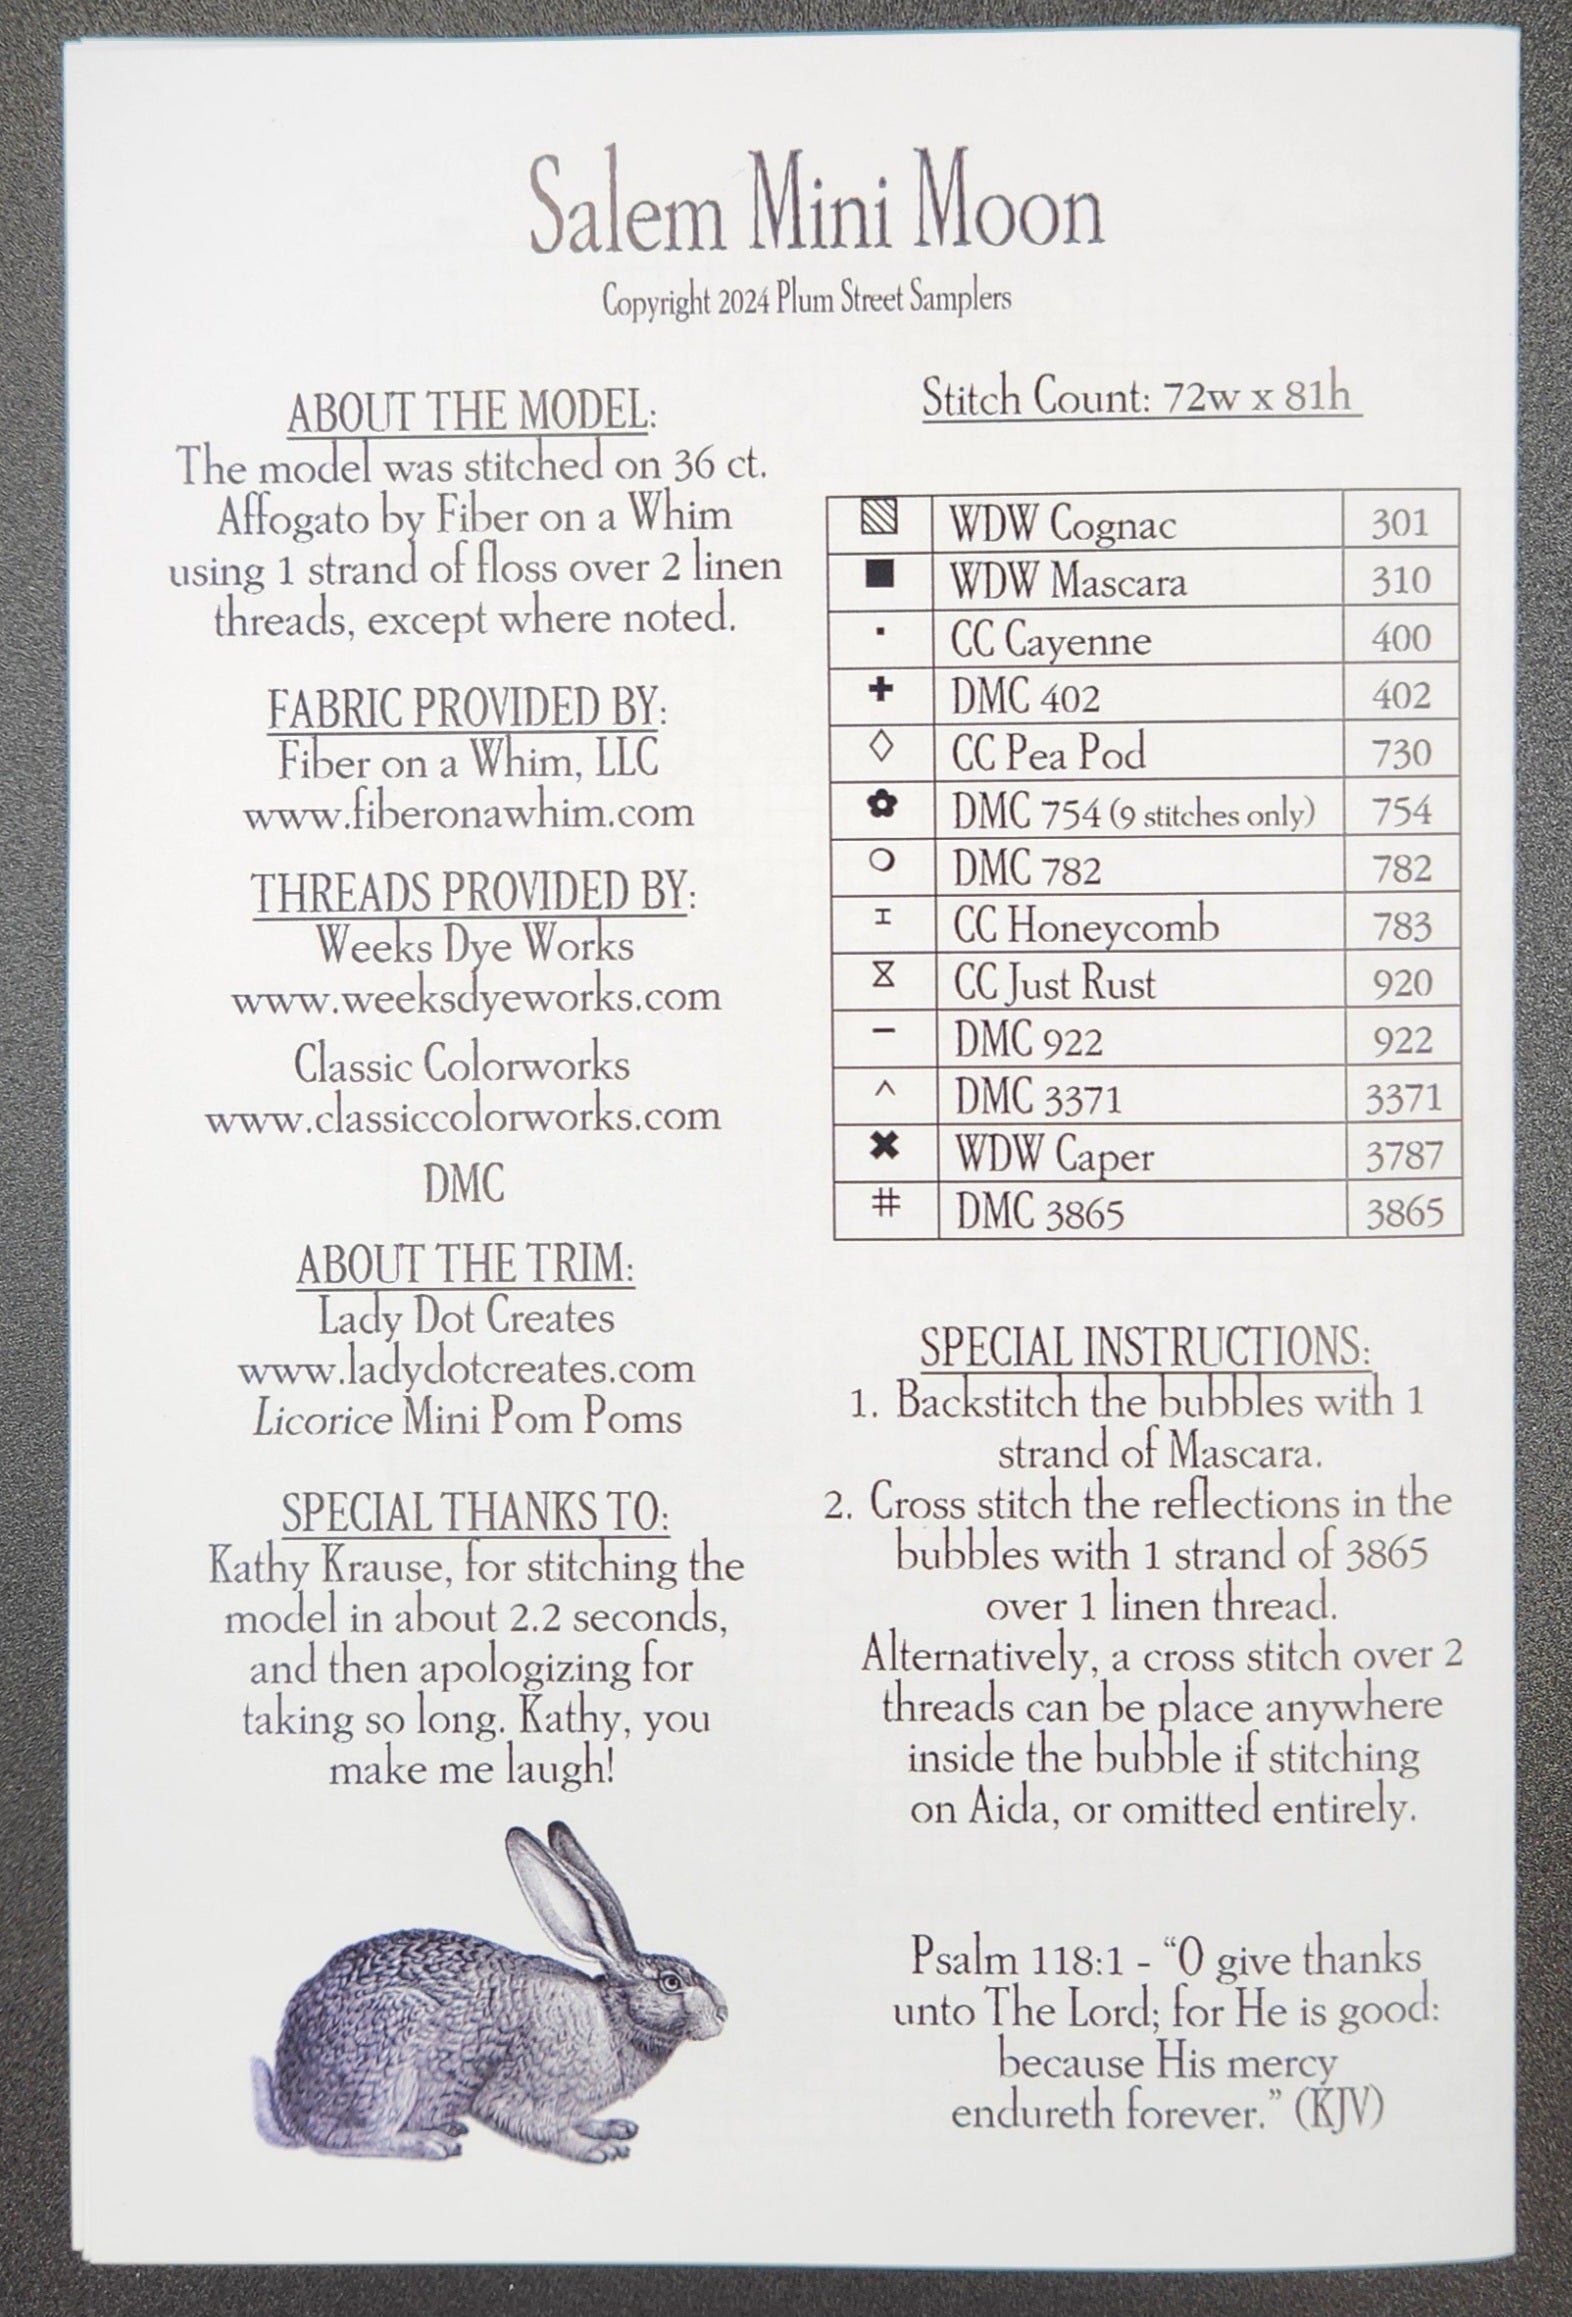 Salem Mini Moon
Copyright 2024 Plum Street Samplers
ABOUT THE MODEL:
The model was stitched on 36 ct.
Affogato by Fiber on a Whim
using 1 strand of floss over 2 linen
threads, except where noted.
FABRIC PROVIDED BY:
Fiber on a Whim, LLC
www.fiberonawhim.com
THREADS PROVIDED BY:
Weeks Dye Works
www.weeksdyeworks.com
Classic Colorworks
www.classiccolorworks.com
DMC
ABOUT THE TRIM:
Lady Dot Creates
www.ladydotcreates.com
Licorice Mini Pom Poms
SPECIAL THANKS TO:
Kathy Krause, for stitching the
model in about 2.2 seconds,
and then apologizing for
taking so long. Kathy, you
make me laugh!
Stitch Count: 72w x 81h
WDW Cognac 301
WDW Mascara 310
CC Cayenne 400
DMC 402 402
CC Pea Pod 730
DMC 754 (9 stitches only) 754
DMC 782 782
CC Honeycomb 783
CC Just Rust 920
DMC 922 922
DMC 3371 3371
WDW Caper 3787
DMC 3865 3865
SPECIAL INSTRUCTIONS:
1. Backstitch the bubbles with 1
strand of Mascara.
2. Cross stitch the reflections in the
bubbles with 1 strand of 3865
over 1 linen thread.
Alternatively, a cross stitch over 2
threads can be place anywhere
inside the bubble if stitching
on Aida, or omitted entirely.
Psalm 118:1 - “O give thanks
unto The Lord; for He is good:
because His mercy
endureth forever.” (KJV)